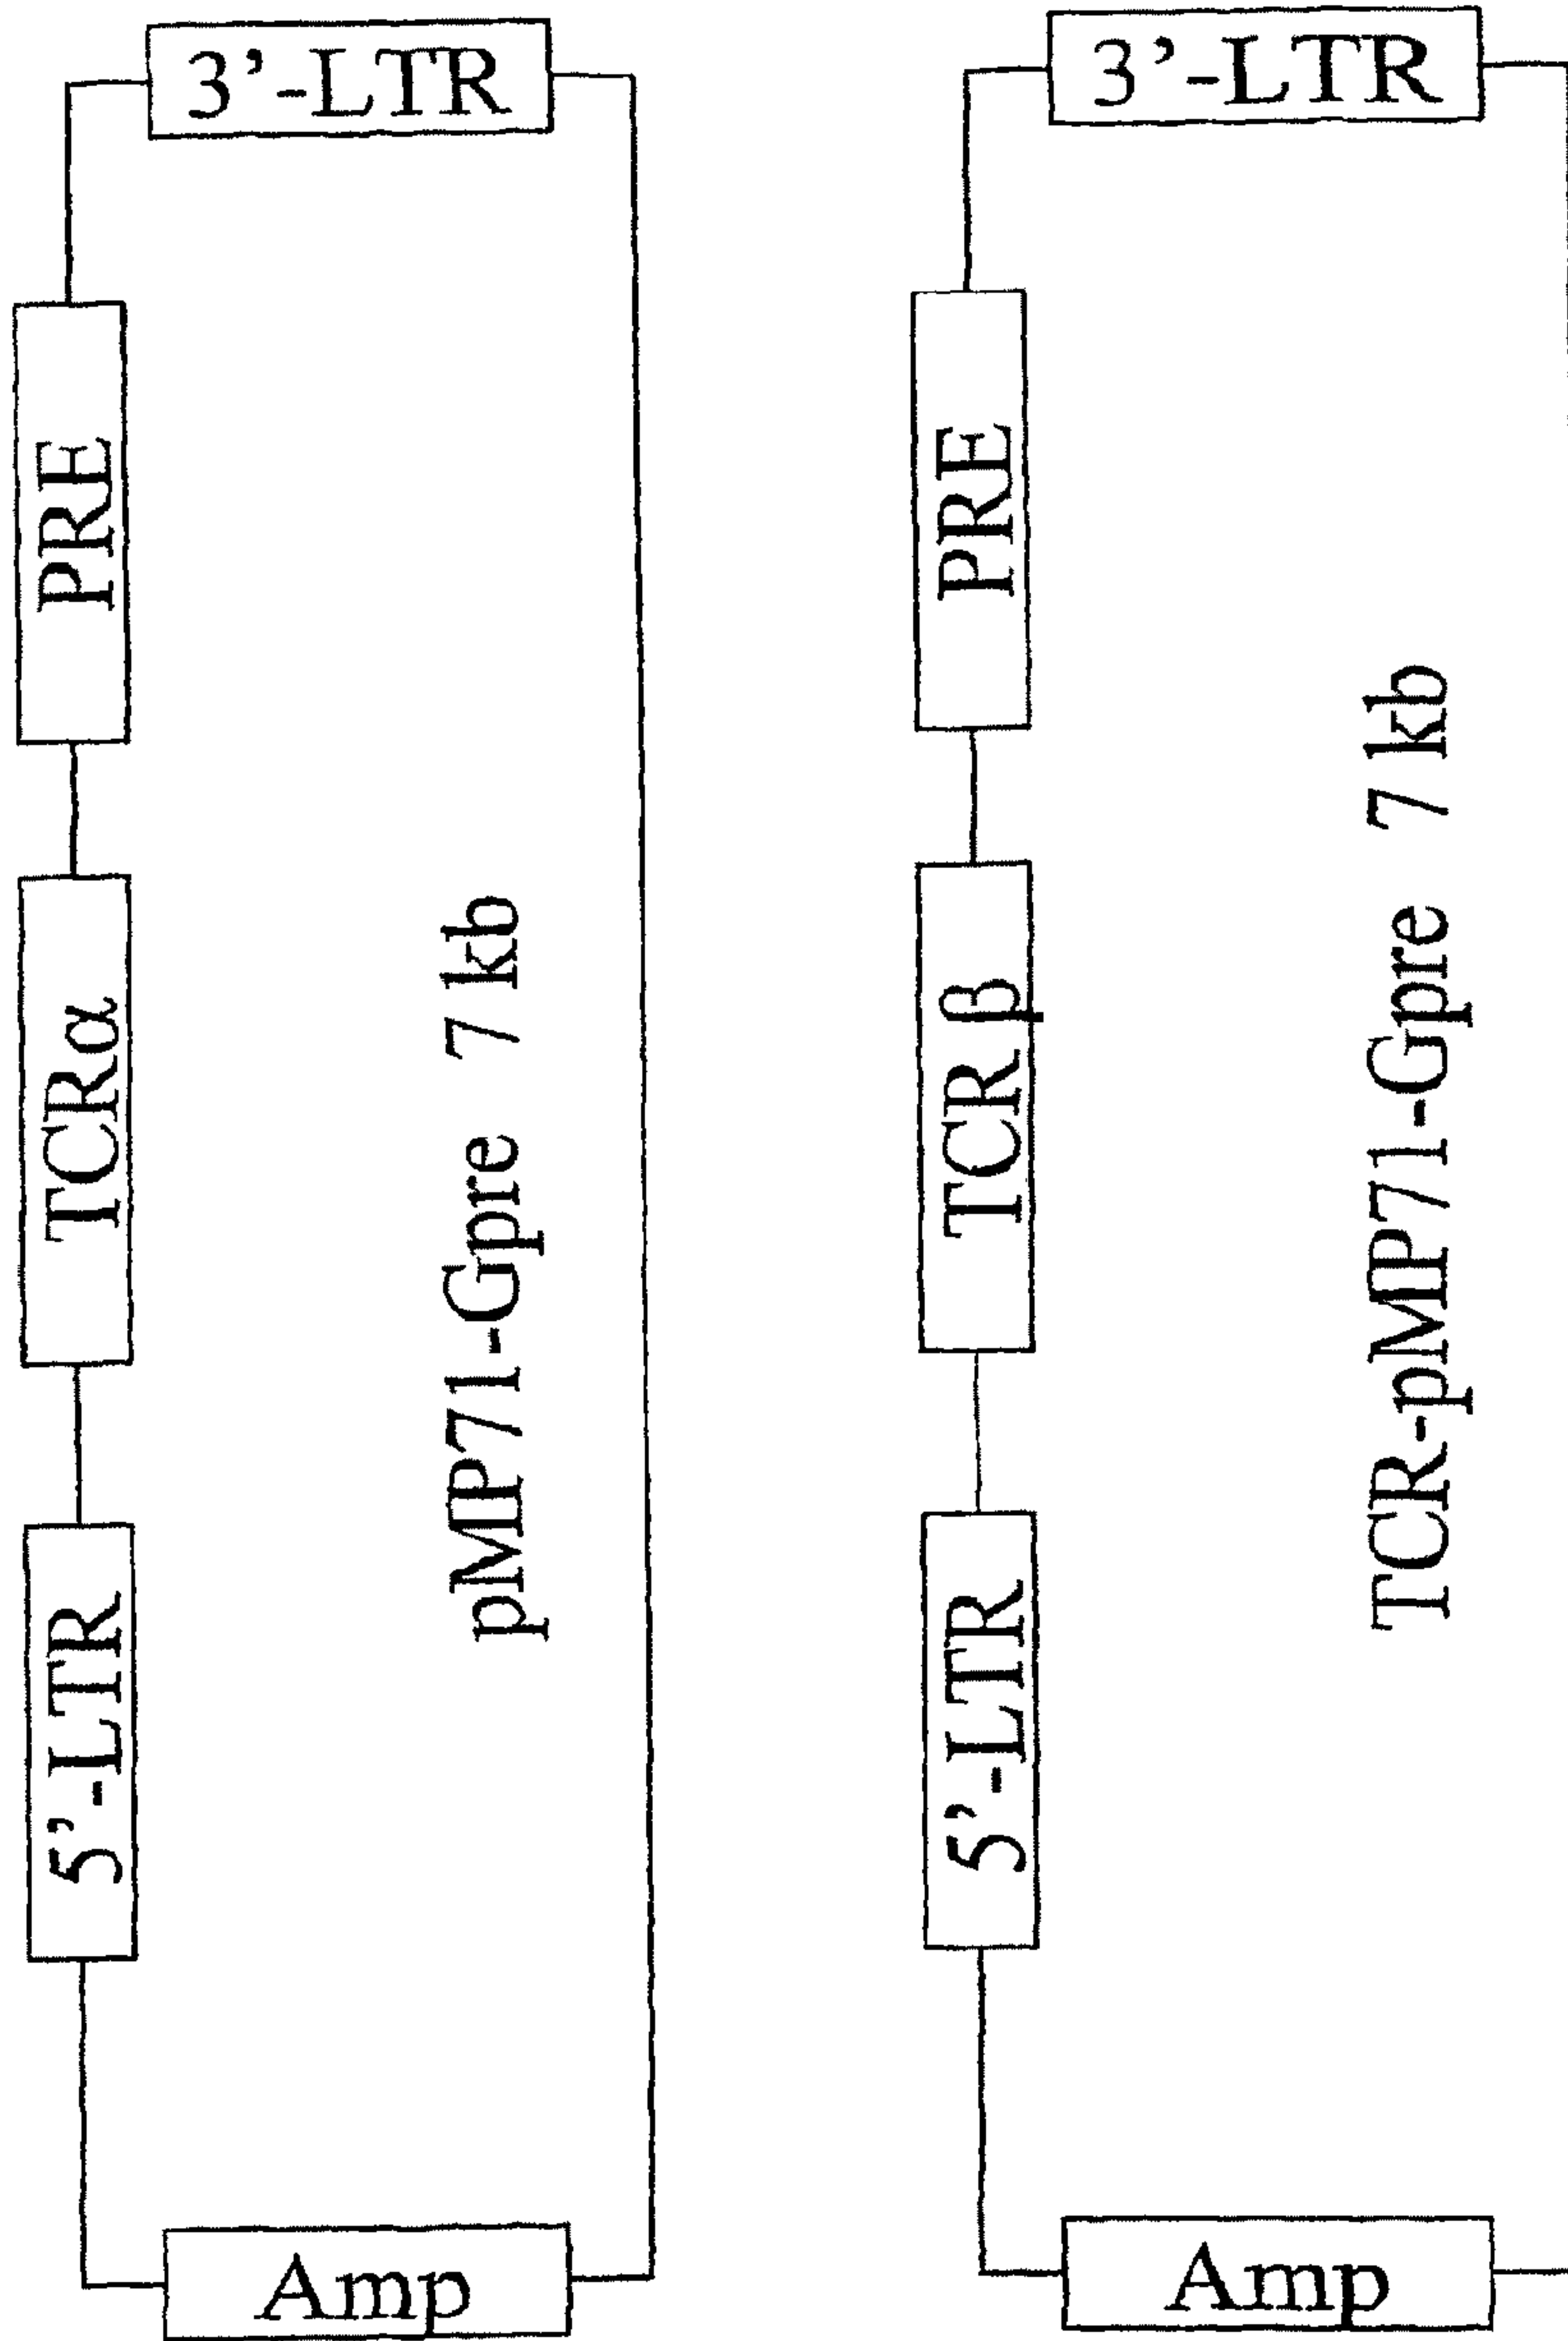 3'-LTR
PRE
TCRα
5'-LTR
Amp
pMP71-Gpre 7 kb
3'-LTR
PRE
TCR β
5'-LTR
Amp
TCR-pMP71-Gpre 7 kb